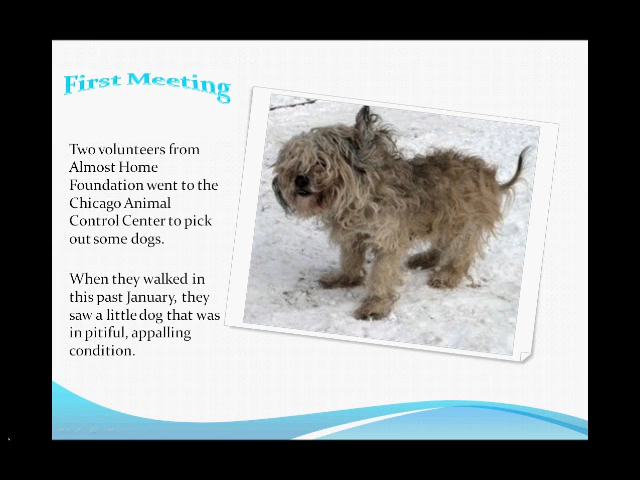 First Meeting
Two volunteers from
Almost Home
Foundation went to the
Chicago Animal
Control Center to pick
out some dogs.
When they walked in
this past January, they
saw a little dog that was
in pitiful, appalling
condition.